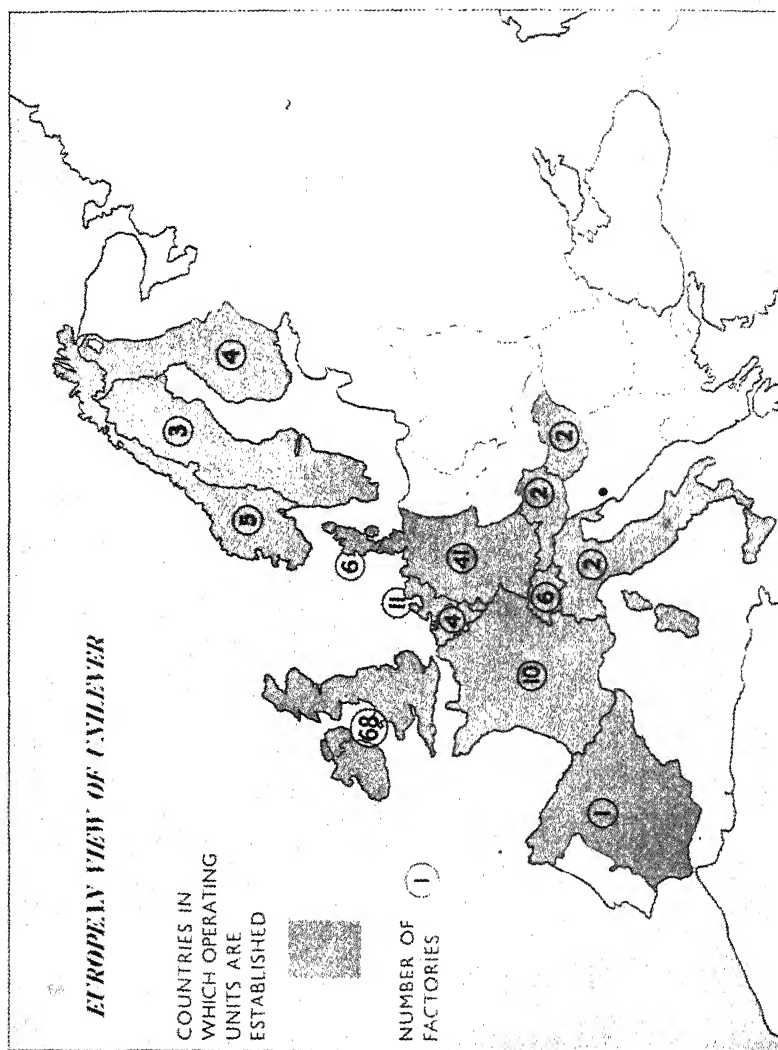 EUROPEAN VIEW OF UNILEVER
COUNTRIES IN
WHICH OPERATING
UNITS ARE
ESTABLISHED
NUMBER OF
FACTORIES
1
5
3
4
6
11
68
4
41
10
6
2
2
2
1